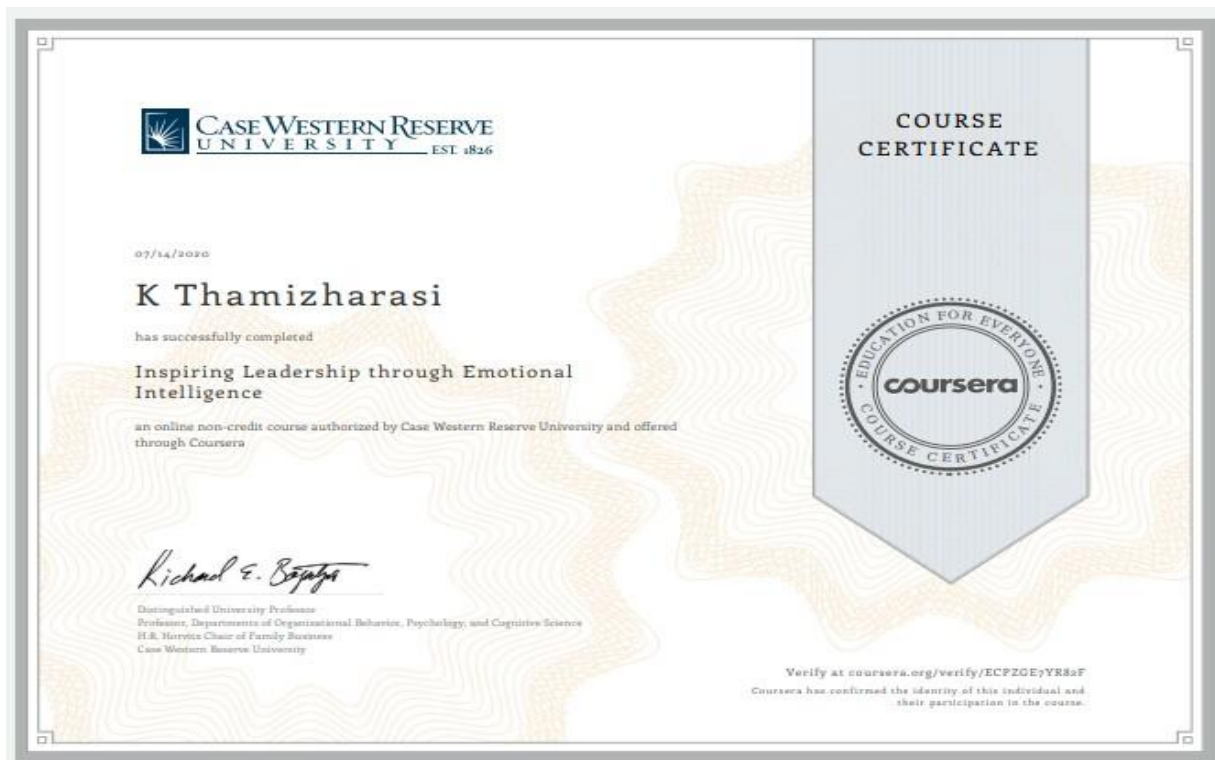 CASE WESTERN RESERVE
UNIVERSITY EST. 1826
COURSE
CERTIFICATE
07/14/2020
K Thamizharasi
has successfully completed
Inspiring Leadership through Emotional
Intelligence
an online non-credit course authorized by Case Western Reserve University and offered
through Coursera
EDUCATION FOR EVERYONE
coursera
COURSE CERTIFICATE
Richard E. Boyatzis
Distinguished University Professor
Professor, Departments of Organizational Behavior, Psychology, and Cognitive Science
H.R. Horvitz Chair of Family Business
Case Western Reserve University
Verify at coursera.org/verify/ECPZGE7YR82F
Coursera has confirmed the identity of this individual and
their participation in the course.